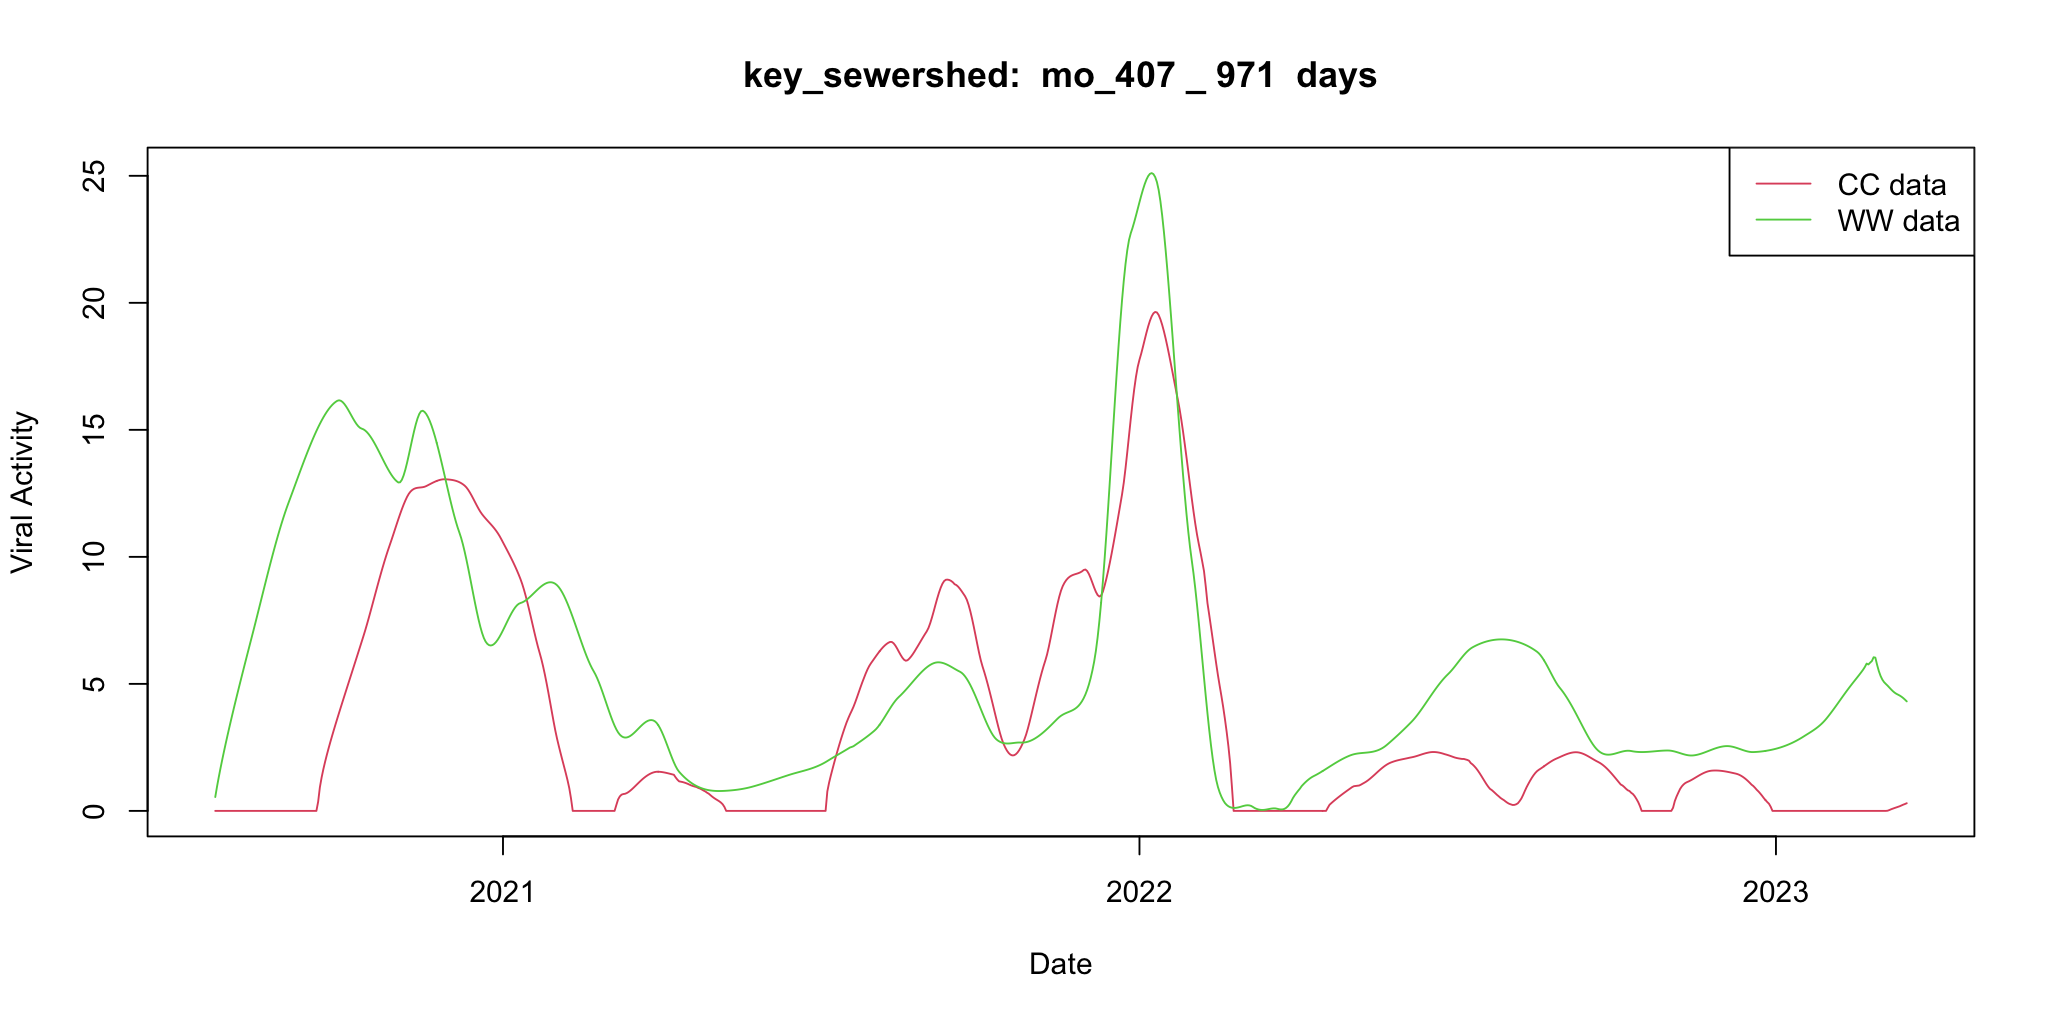 key_sewershed:  mo_407 _ 971  days
CC data
WW data
Viral Activity
25
20
15
10
5
0
2021
2022
2023
Date